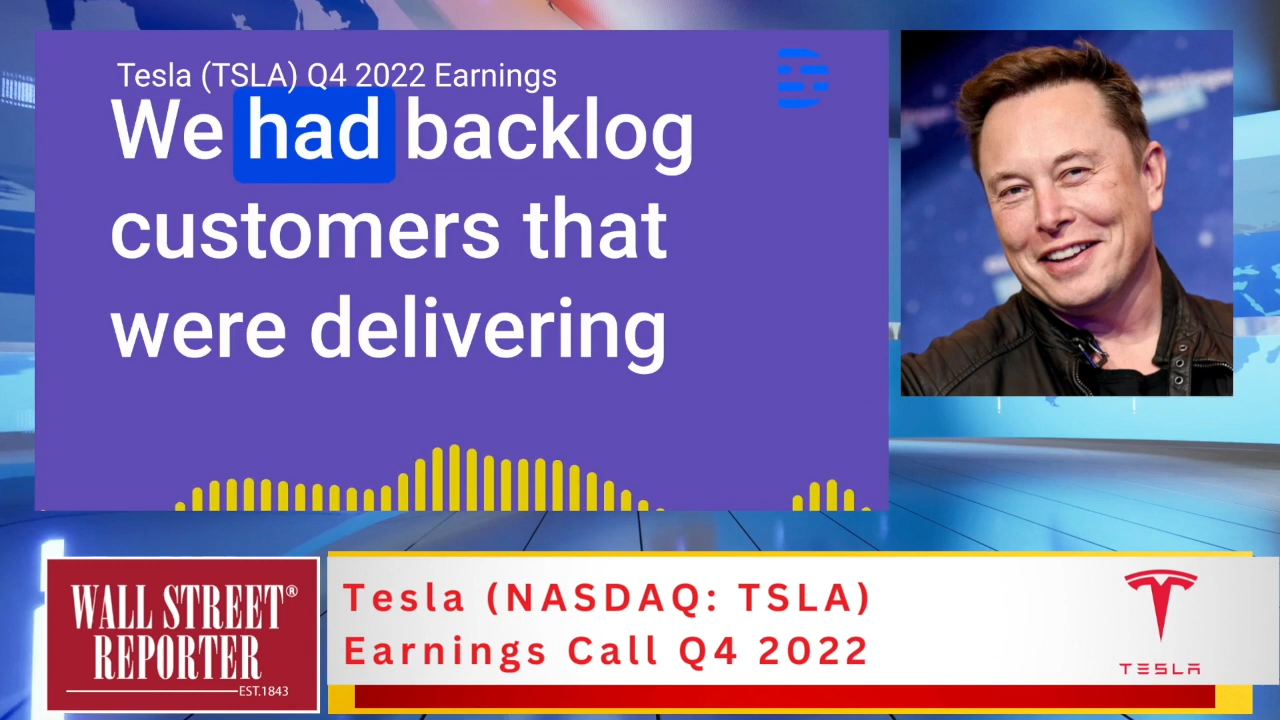 Tesla (TSLA) Q4 2022 Earnings
We had backlog
customers that
were delivering
WALL STREET®
REPORTER
EST.1843
Tesla (NASDAQ: TSLA)
Earnings Call Q4 2022
TESLA